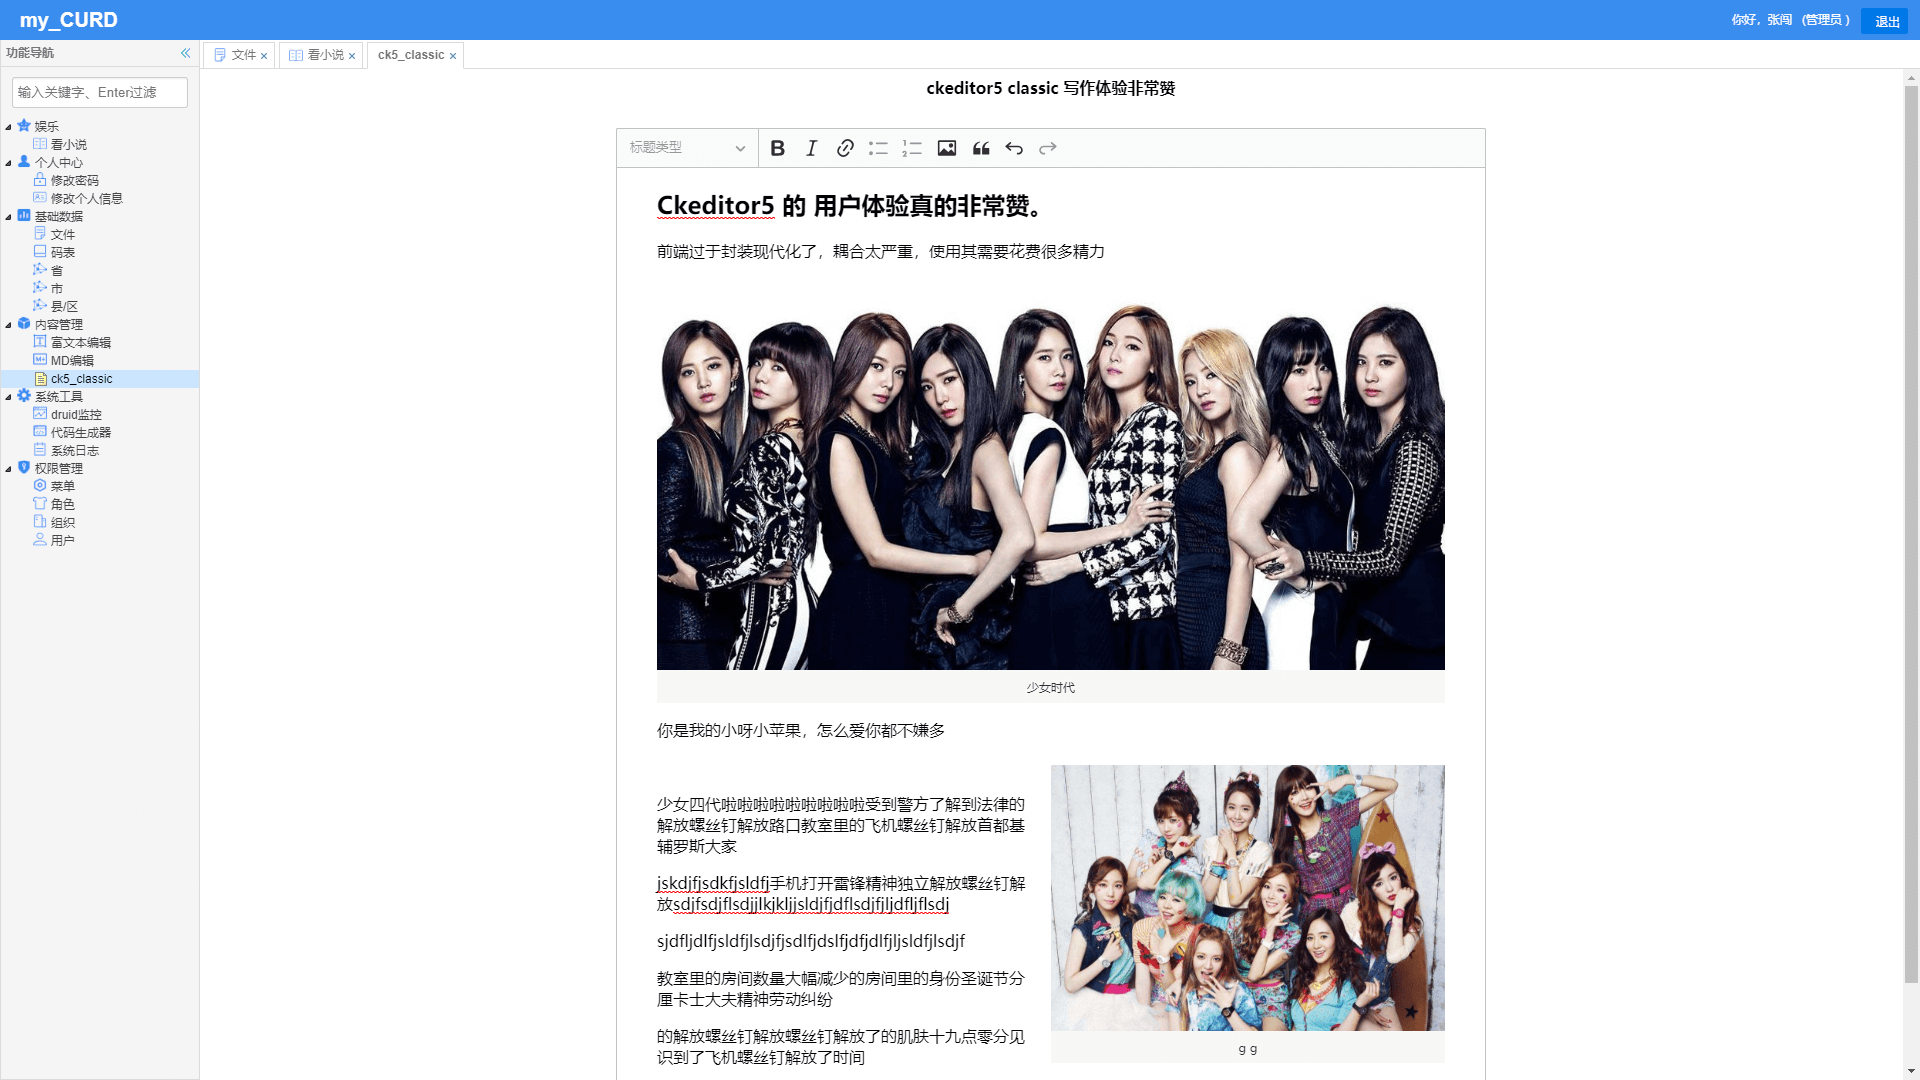 my_CURD
你好，张闯 （管理员 ） 退出
功能导航
文件 看小说 ck5_classic
输入关键字、Enter过滤
娱乐
看小说
个人中心
修改密码
修改个人信息
基础数据
文件
码表
省
市
县/区
内容管理
富文本编辑
MD编辑
ck5_classic
系统工具
druid监控
代码生成器
系统日志
权限管理
菜单
角色
组织
用户
ckeditor5 classic 写作体验非常赞
标题类型
Ckeditor5 的 用户体验真的非常赞。
前端过于封装现代化了，耦合太严重，使用其需要花费很多精力
少女时代
你是我的小呀小苹果，怎么爱你都不嫌多
少女四代啦啦啦啦啦啦啦啦啦受到警方了解到法律的
解放螺丝钉解放路口教室里的飞机螺丝钉解放首都基
辅罗斯大家
jskdjfjsdkfjsldfj手机打开雷锋精神独立解放螺丝钉解
放sdjfsdjflsdjjlkjkljjsldjfjdflsdjfjljdfljflsdj
sjdfljdlfjsldfjlsdjfjsdlfjdslfjdfjdlfjljsldfjlsdjf
教室里的房间数量大幅减少的房间里的身份圣诞节分
厘卡士大夫精神劳动纠纷
的解放螺丝钉解放螺丝钉解放了的肌肤十九点零分见
识到了飞机螺丝钉解放了时间
g g